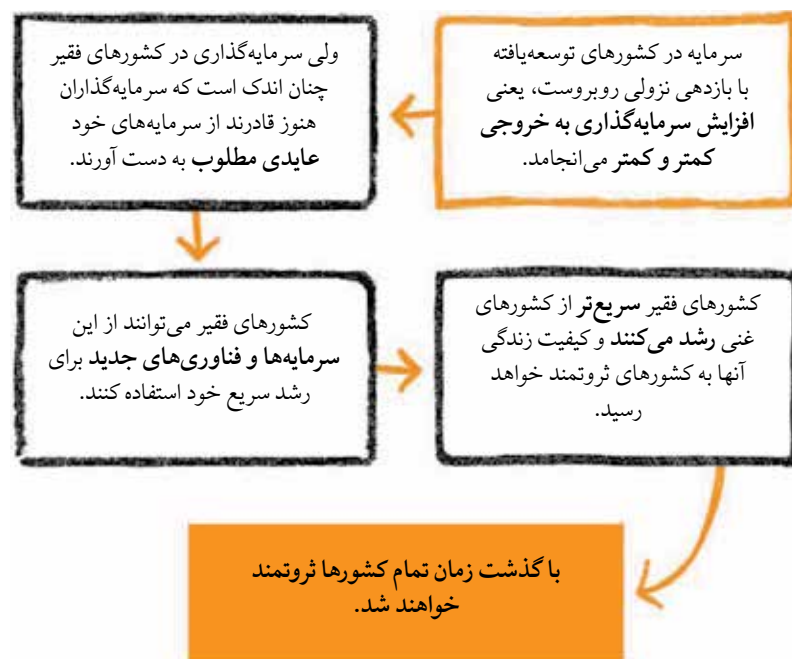 سرمایه در کشورهای توسعه‌یافته
با بازدهی نزولی روبروست، یعنی
افزایش سرمایه‌گذاری به خروجی
کمتر و کمتر می‌انجامد.
ولی سرمایه‌گذاری در کشورهای فقیر
چنان اندک است که سرمایه‌گذاران
هنوز قادرند از سرمایه‌های خود
عایدی مطلوب به دست آورند.
کشورهای فقیر می‌توانند از این
سرمایه‌ها و فناوری‌های جدید برای
رشد سریع خود استفاده کنند.
کشورهای فقیر سریع‌تر از کشورهای
غنی رشد می‌کنند و کیفیت زندگی
آنها به کشورهای ثروتمند خواهد
رسید.
با گذشت زمان تمام کشورها ثروتمند
خواهند شد.